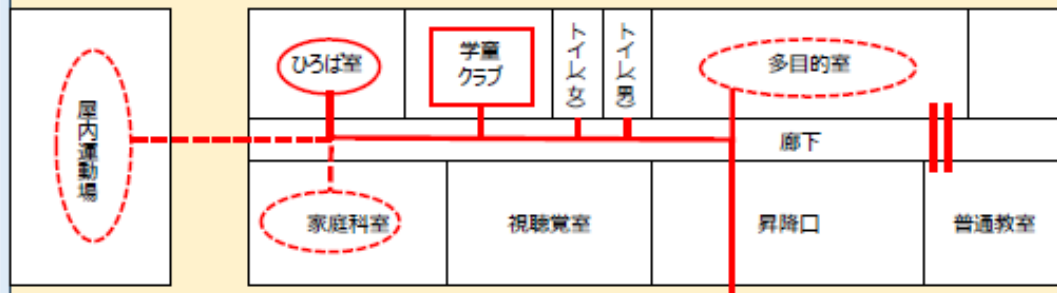 屋内運動場
ひろば室
学童
クラブ
トイレ(女)
トイレ(男)
多目的室
廊下
家庭科室
視聴覚室
昇降口
普通教室